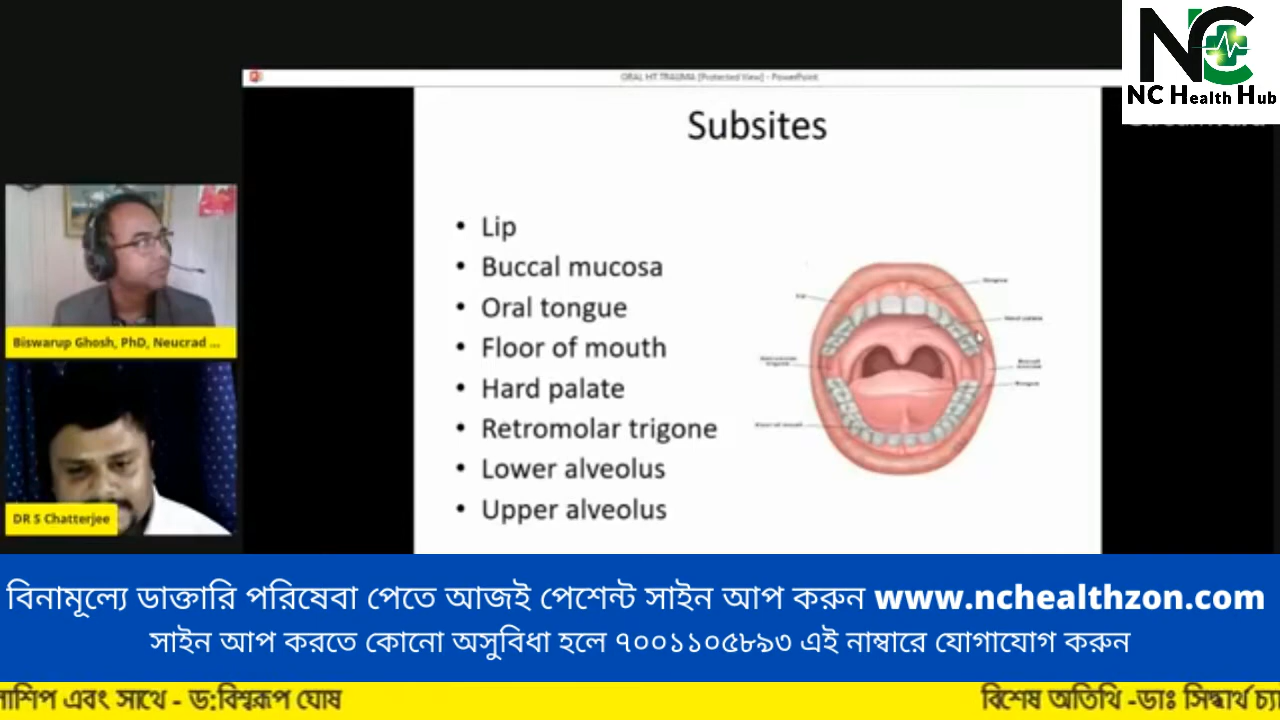 NC
NC Health Hub
ORAL HT TRAUMA [Protected View] - PowerPoint
Subsites
• Lip
• Buccal mucosa
• Oral tongue
• Floor of mouth
• Hard palate
• Retromolar trigone
• Lower alveolus
• Upper alveolus
Biswarup Ghosh, PhD, Neucrad ...
DR S Chatterjee
বিনামূল্যে ডাক্তারি পরিষেবা পেতে আজই পেশেন্ট সাইন আপ করুন www.nchealthzon.com
সাইন আপ করতে কোনো অসুবিধা হলে ৭০০১১০৫৮৯৩ এই নাম্বারে যোগাযোগ করুন
এবং সাথে - ড:বিশ্বরূপ ঘোষ
বিশেষ অতিথি -ডাঃ সিদ্ধার্থ